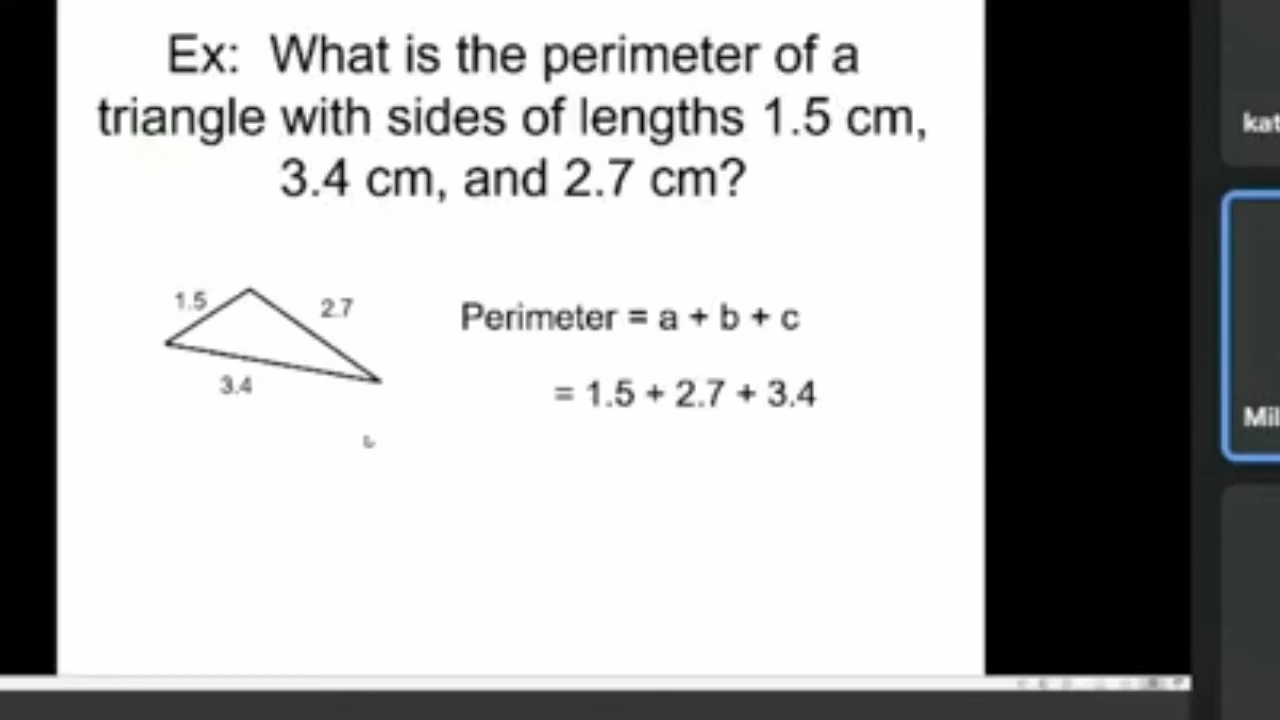 Ex: What is the perimeter of a
triangle with sides of lengths 1.5 cm,
3.4 cm, and 2.7 cm?
1.5
2.7
3.4
Perimeter = a + b + c
= 1.5 + 2.7 + 3.4
kat
Mil